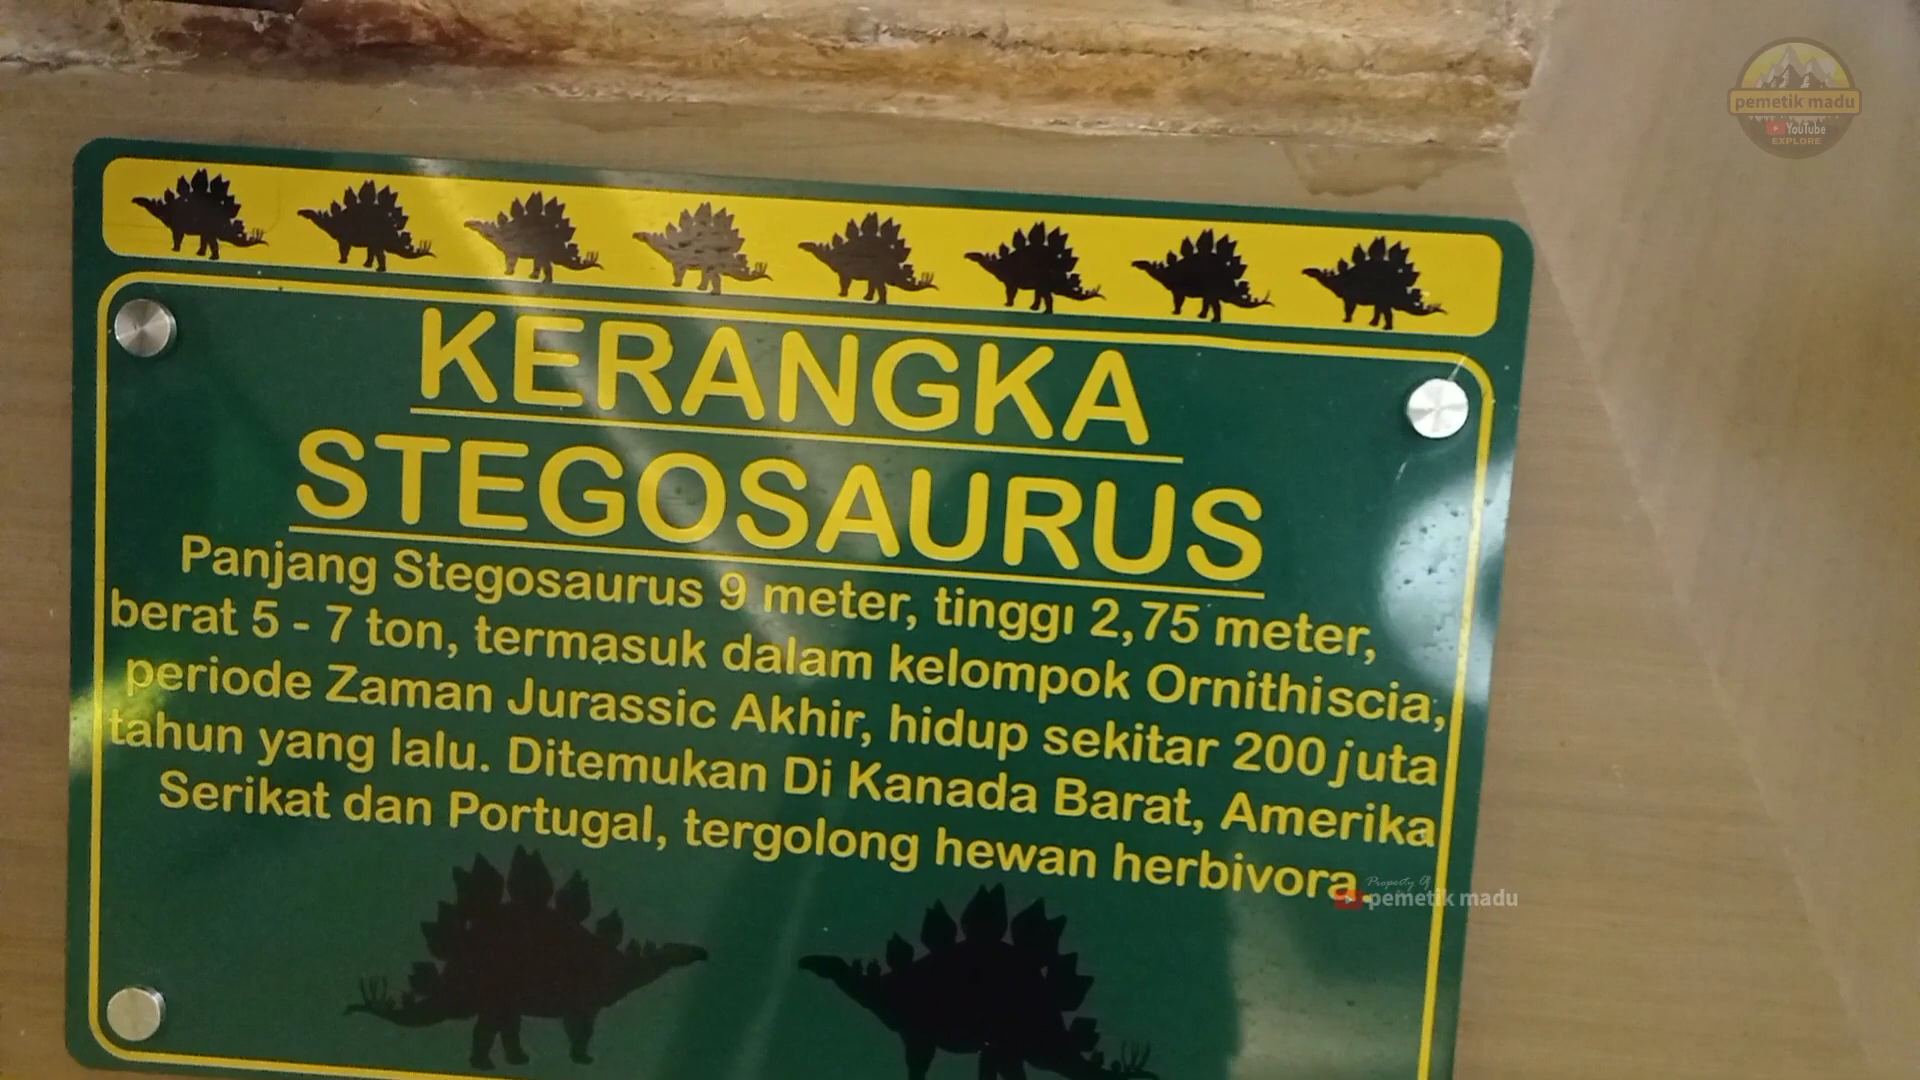 pemetik madu
YouTube
EXPLORE
KERANGKA
STEGOSAURUS
Panjang Stegosaurus 9 meter, tinggi 2,75 meter,
berat 5 - 7 ton, termasuk dalam kelompok Ornithiscia,
periode Zaman Jurassic Akhir, hidup sekitar 200 juta
tahun yang lalu. Ditemukan Di Kanada Barat, Amerika
Serikat dan Portugal, tergolong hewan herbivora.
Property Of
pemetik madu